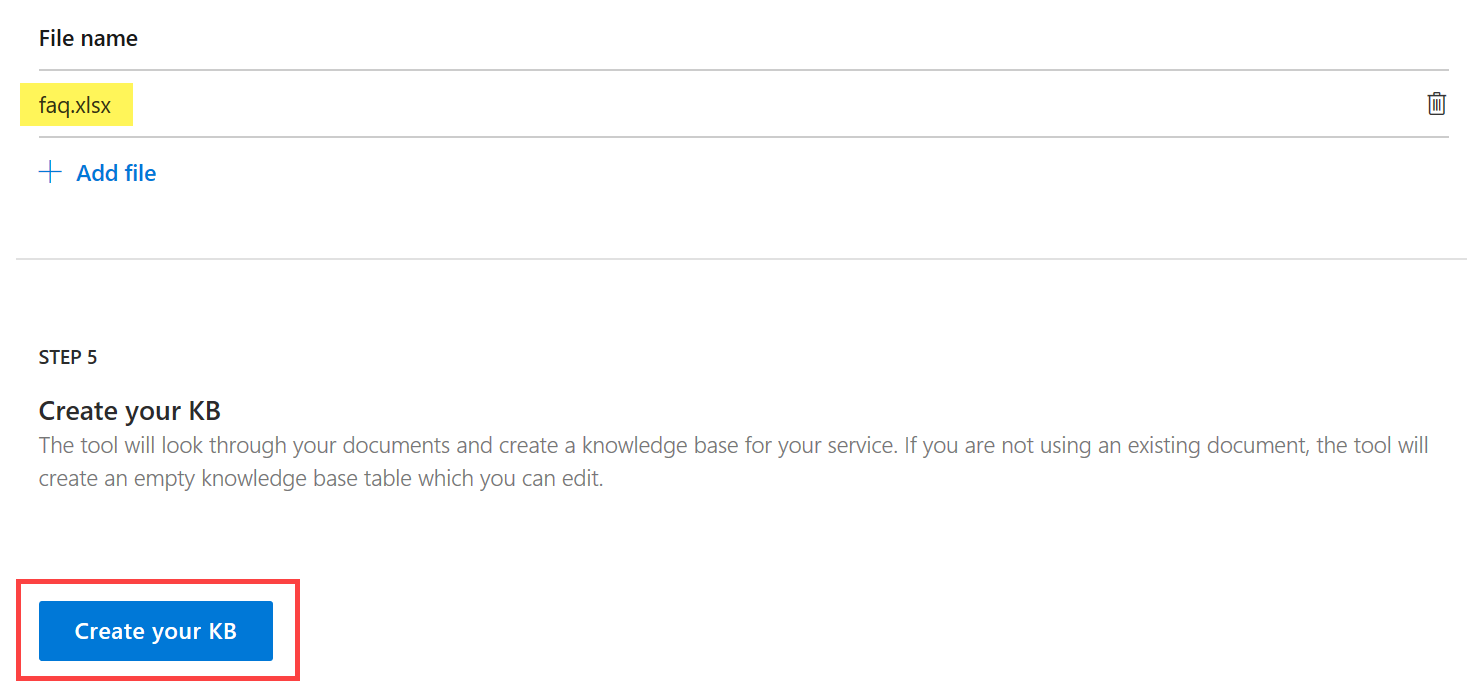 File name
faq.xlsx
Add file
STEP 5
Create your KB
The tool will look through your documents and create a knowledge base for your service. If you are not using an existing document, the tool will
create an empty knowledge base table which you can edit.
Create your KB